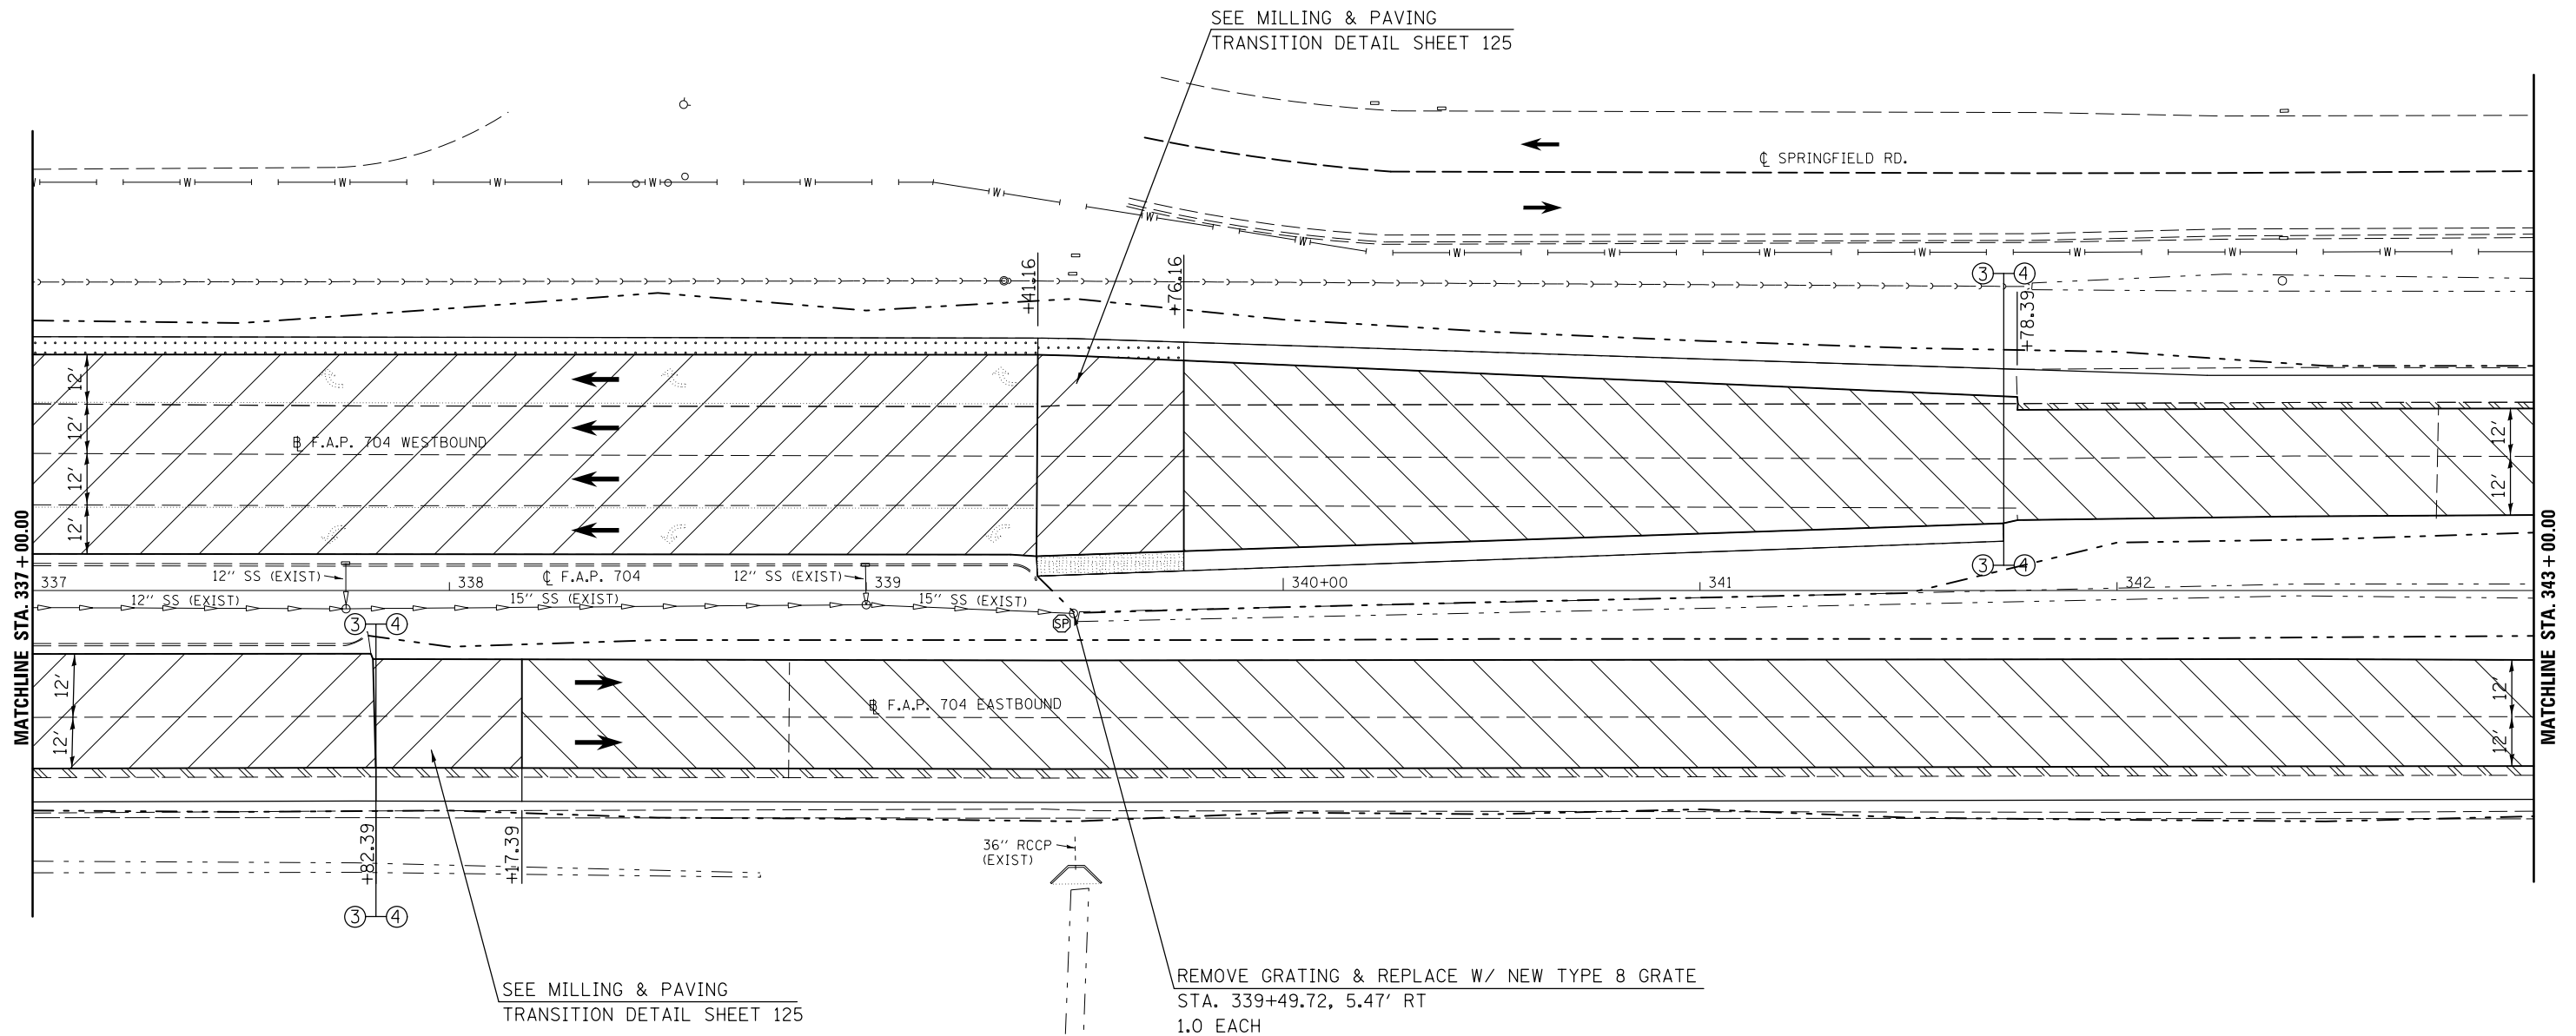 SEE MILLING & PAVING
TRANSITION DETAIL SHEET 125
℄ SPRINGFIELD RD.
W W W W W W W W W W W W W W W W
+41.16
+76.16
3 4
+78.39
12'
12'
12'
12'
℄ F.A.P. 704 WESTBOUND
12'
12'
MATCHLINE STA. 337+00.00
MATCHLINE STA. 343+00.00
337
12" SS (EXIST)
338
℄ F.A.P. 704
12" SS (EXIST)
339
340+00
341
342
3 4
12" SS (EXIST)
15" SS (EXIST)
15" SS (EXIST)
3 4
SP
12'
12'
℄ F.A.P. 704 EASTBOUND
12'
12'
+82.39
+17.39
36" RCCP
(EXIST)
3 4
SEE MILLING & PAVING
TRANSITION DETAIL SHEET 125
REMOVE GRATING & REPLACE W/ NEW TYPE 8 GRATE
STA. 339+49.72, 5.47' RT
1.0 EACH